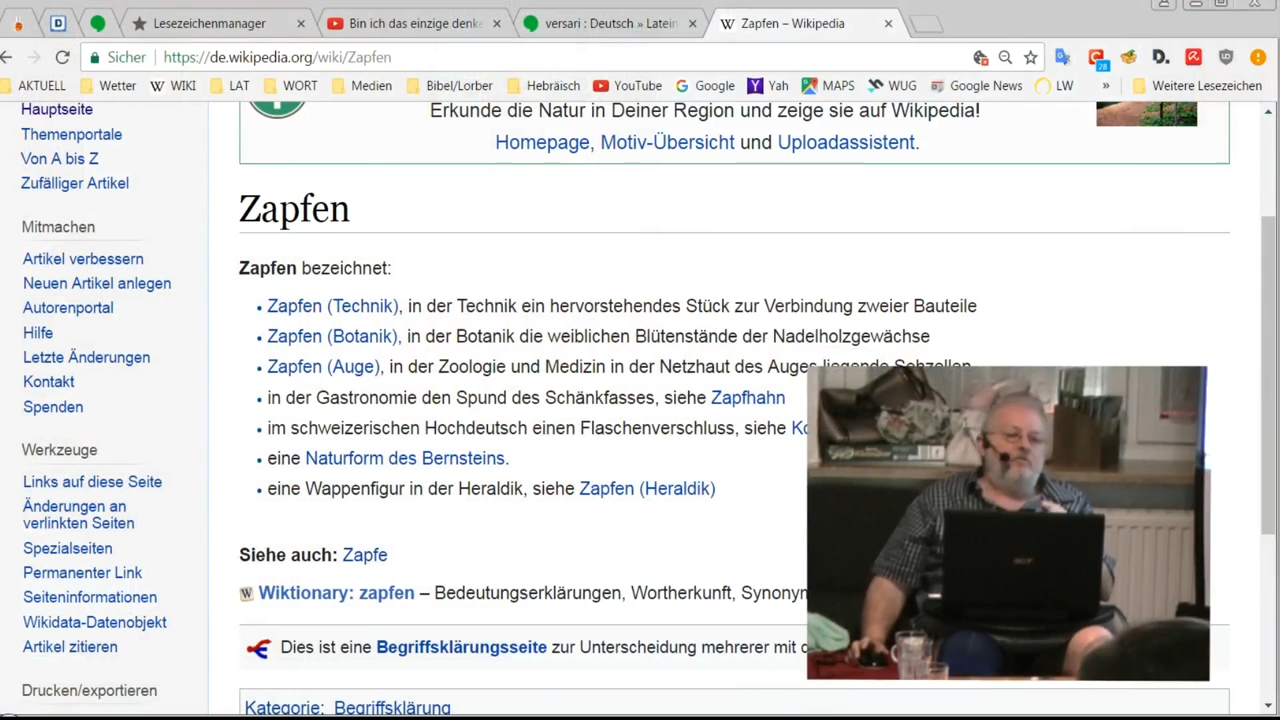 Lesezeichenmanager
Bin ich das einzige denke
versari : Deutsch » Latein
Zapfen – Wikipedia
Sicher
https://de.wikipedia.org/wiki/Zapfen
28
AKTUELL
Wetter
WIKI
LAT
WORT
Medien
Bibel/Lorber
Hebräisch
YouTube
Google
Yah
MAPS
WUG
Google News
LW
»
Weitere Lesezeichen
Hauptseite
Themenportale
Von A bis Z
Zufälliger Artikel
Mitmachen
Artikel verbessern
Neuen Artikel anlegen
Autorenportal
Hilfe
Letzte Änderungen
Kontakt
Spenden
Werkzeuge
Links auf diese Seite
Änderungen an
verlinkten Seiten
Spezialseiten
Permanenter Link
Seiteninformationen
Wikidata-Datenobjekt
Artikel zitieren
Drucken/exportieren
Erkunde die Natur in Deiner Region und zeige sie auf Wikipedia!
Homepage, Motiv-Übersicht und Uploadassistent.
Zapfen
Zapfen bezeichnet:
• Zapfen (Technik), in der Technik ein hervorstehendes Stück zur Verbindung zweier Bauteile
• Zapfen (Botanik), in der Botanik die weiblichen Blütenstände der Nadelholzgewächse
• Zapfen (Auge), in der Zoologie und Medizin in der Netzhaut des Auges liegende Sehzellen
• in der Gastronomie den Spund des Schänkfasses, siehe Zapfhahn
• im schweizerischen Hochdeutsch einen Flaschenverschluss, siehe Ko
• eine Naturform des Bernsteins.
• eine Wappenfigur in der Heraldik, siehe Zapfen (Heraldik)
Siehe auch: Zapfe
Wiktionary: zapfen – Bedeutungserklärungen, Wortherkunft, Synonym
Dies ist eine Begriffsklärungsseite zur Unterscheidung mehrerer mit d
Kategorie: Begriffsklärung
acer